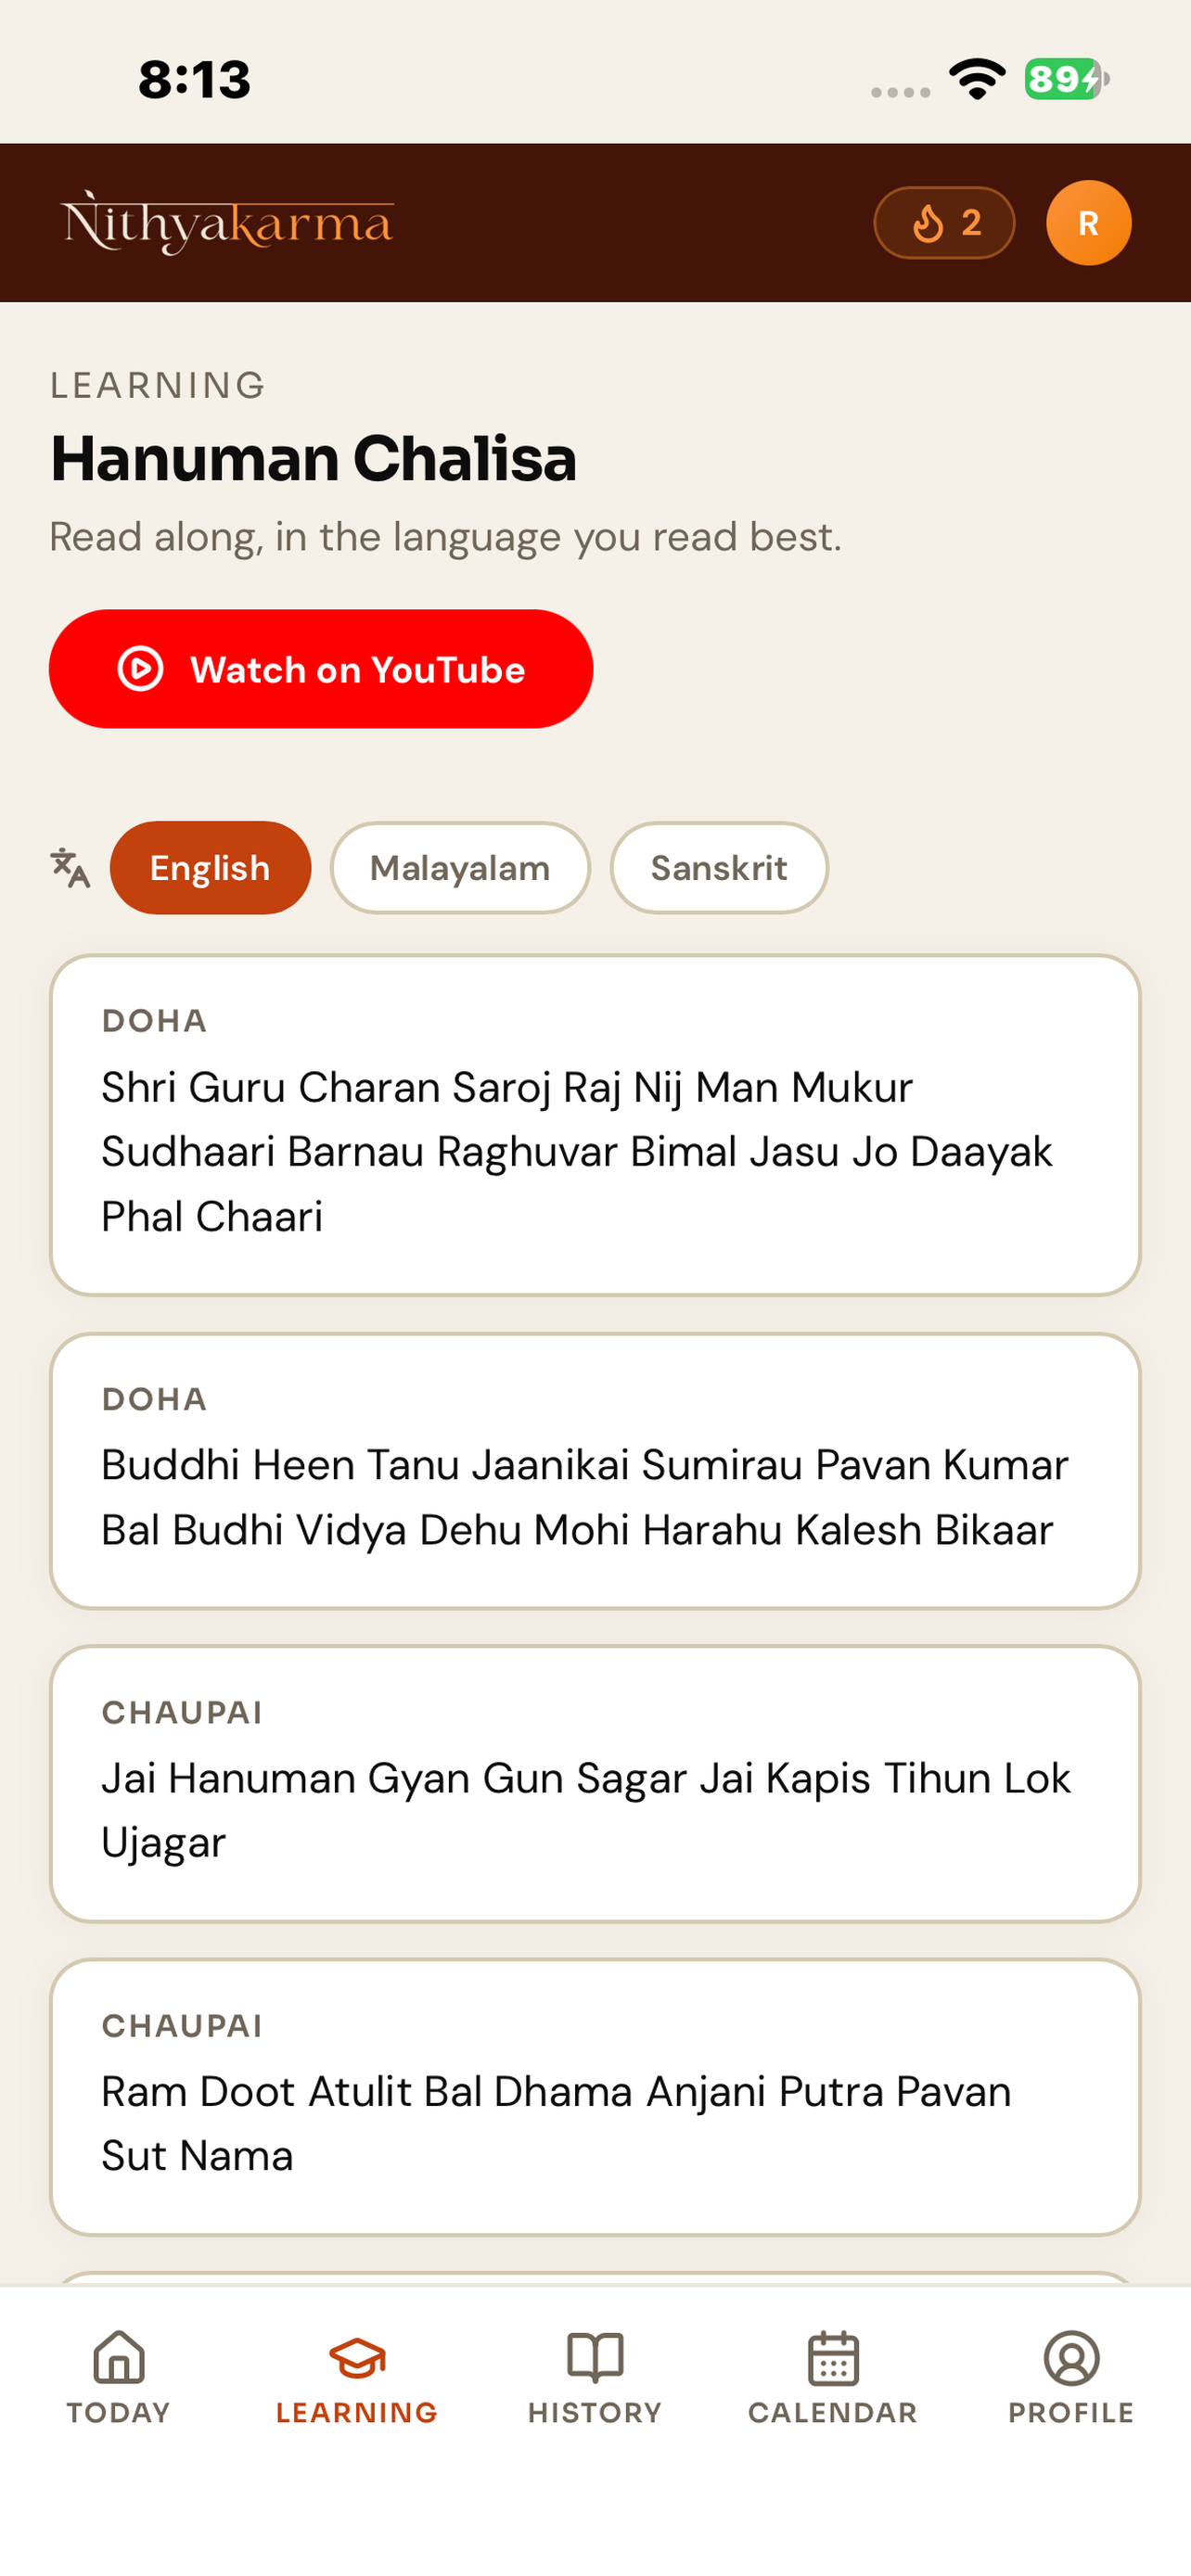 8:13
89
Nithyakarma
2
R
LEARNING
Hanuman Chalisa
Read along, in the language you read best.
Watch on YouTube
English
Malayalam
Sanskrit
DOHA
Shri Guru Charan Saroj Raj Nij Man Mukur
Sudhaari Barnau Raghuvar Bimal Jasu Jo Daayak
Phal Chaari
DOHA
Buddhi Heen Tanu Jaanikai Sumirau Pavan Kumar
Bal Budhi Vidya Dehu Mohi Harahu Kalesh Bikaar
CHAUPAI
Jai Hanuman Gyan Gun Sagar Jai Kapis Tihun Lok
Ujagar
CHAUPAI
Ram Doot Atulit Bal Dhama Anjani Putra Pavan
Sut Nama
TODAY
LEARNING
HISTORY
CALENDAR
PROFILE